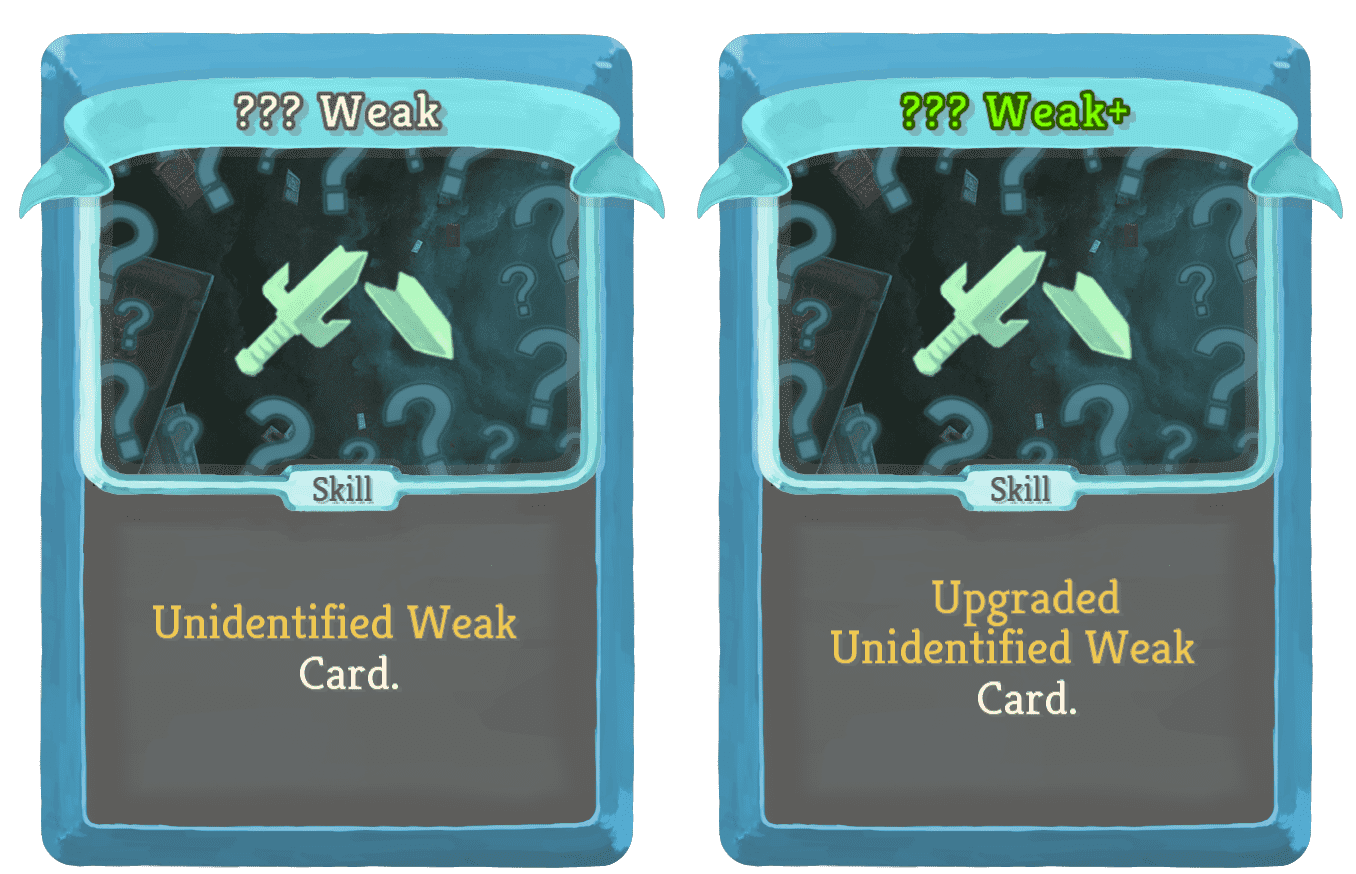 ??? Weak
Skill
Unidentified Weak
Card.
??? Weak+
Skill
Upgraded
Unidentified Weak
Card.